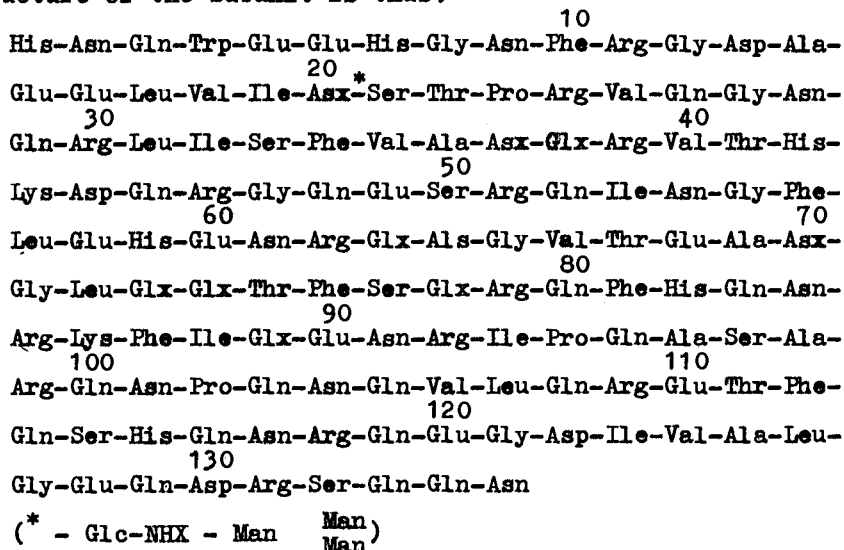 10
His-Asn-Gln-Trp-Glu-Glu-His-Gly-Asn-Phe-Arg-Gly-Asp-Ala-
20
Glu-Glu-Leu-Val-Ile-Asx-*Ser-Thr-Pro-Arg-Val-Gln-Gly-Asn-
30 40
Gln-Arg-Leu-Ile-Ser-Phe-Val-Ala-Asx-Glx-Arg-Val-Thr-His-
50
Lys-Asp-Gln-Arg-Gly-Gln-Glu-Ser-Arg-Gln-Ile-Asn-Gly-Phe-
60 70
Leu-Glu-His-Glu-Asn-Arg-Glx-Als-Gly-Val-Thr-Glu-Ala-Asx-
80
Gly-Leu-Glx-Glx-Thr-Phe-Ser-Glx-Arg-Gln-Phe-His-Gln-Asn-
90
Arg-Lys-Phe-Ile-Glx-Glu-Asn-Arg-Ile-Pro-Gln-Ala-Ser-Ala-
100 110
Arg-Gln-Asn-Pro-Gln-Asn-Gln-Val-Leu-Gln-Arg-Glu-Thr-Phe-
120
Gln-Ser-His-Gln-Asn-Arg-Gln-Glu-Gly-Asp-Ile-Val-Ala-Leu-
130
Gly-Glu-Gln-Asp-Arg-Ser-Gln-Gln-Asn
(* - Glc-NHX - Man Man
Man)